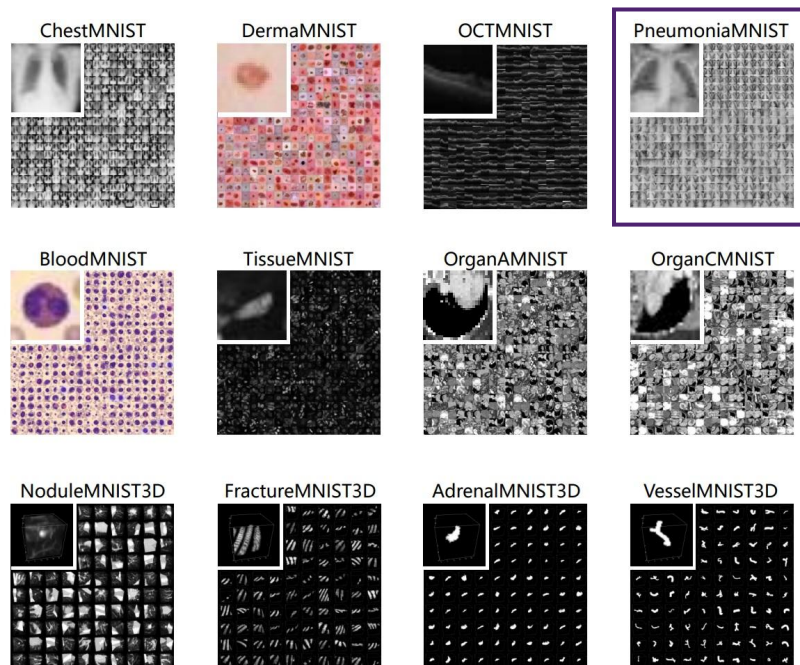 ChestMNIST
DermaMNIST
OCTMNIST
PneumoniaMNIST
BloodMNIST
TissueMNIST
OrganAMNIST
OrganCMNIST
NoduleMNIST3D
FractureMNIST3D
AdrenalMNIST3D
VesselMNIST3D